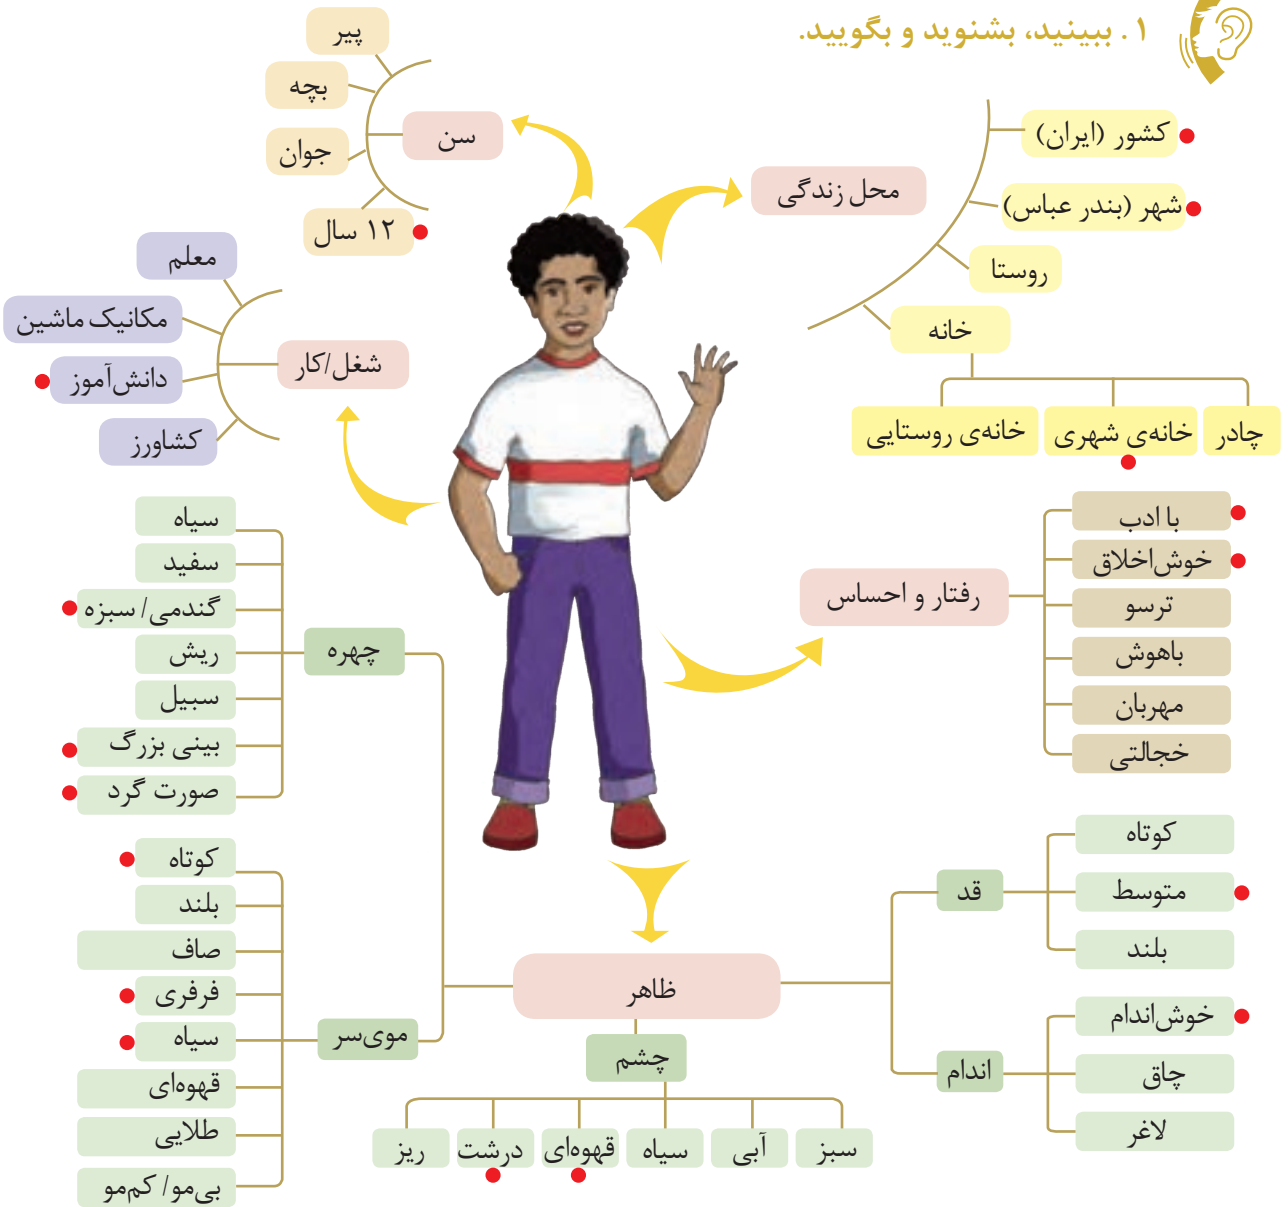 ۱. ببینید، بشنوید و بگویید.
سن
پیر
بچه
جوان
۱۲ سال
محل زندگی
کشور (ایران)
شهر (بندر عباس)
روستا
خانه
چادر
خانه‌ی شهری
خانه‌ی روستایی
شغل/کار
معلم
مکانیک ماشین
دانش‌آموز
کشاورز
رفتار و احساس
با ادب
خوش‌اخلاق
ترسو
باهوش
مهربان
خجالتی
ظاهر
قد
کوتاه
متوسط
بلند
اندام
خوش‌اندام
چاق
لاغر
چشم
سبز
آبی
سیاه
قهوه‌ای
درشت
ریز
چهره
سیاه
سفید
گندمی/ سبزه
ریش
سبیل
بینی بزرگ
صورت گرد
موی‌سر
کوتاه
بلند
صاف
فرفری
سیاه
قهوه‌ای
طلایی
بی‌مو/ کم‌مو